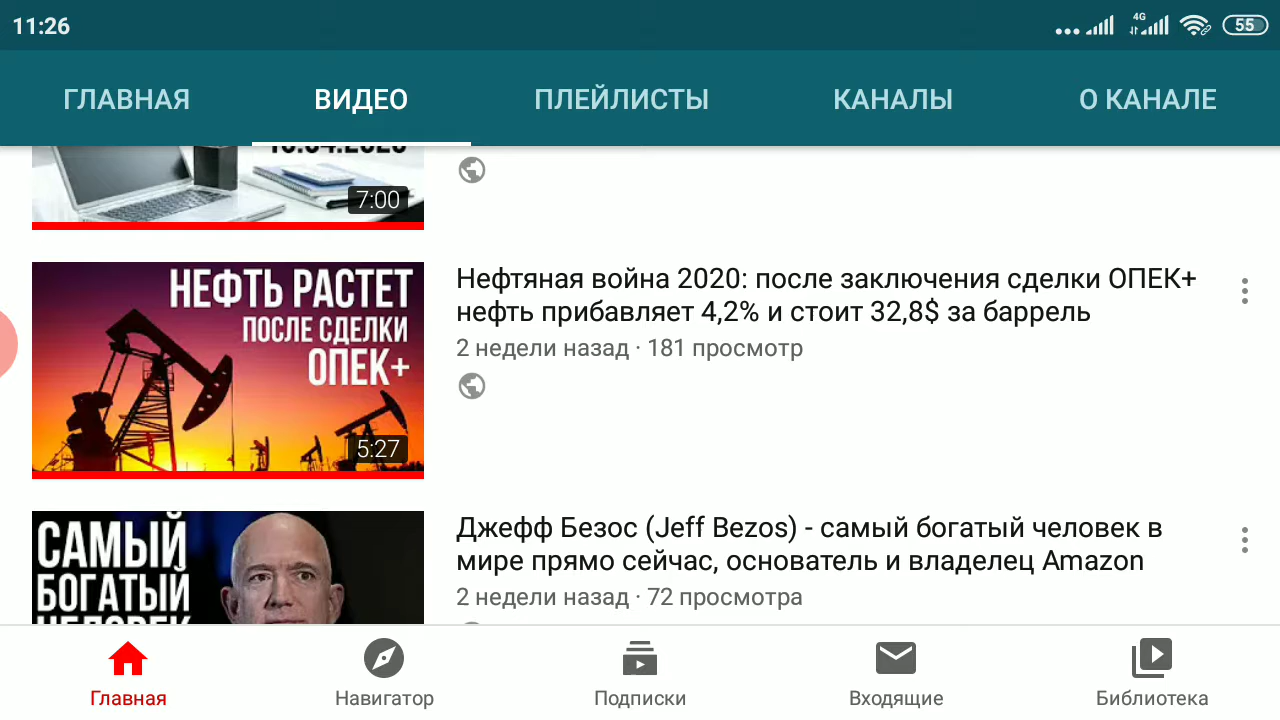 11:26
4G
55
ГЛАВНАЯ
ВИДЕО
ПЛЕЙЛИСТЫ
КАНАЛЫ
О КАНАЛЕ
7:00
НЕФТЬ РАСТЕТ
ПОСЛЕ СДЕЛКИ
ОПЕК+
5:27
Нефтяная война 2020: после заключения сделки ОПЕК+
нефть прибавляет 4,2% и стоит 32,8$ за баррель
2 недели назад · 181 просмотр
САМЫЙ
БОГАТЫЙ
ЧЕЛОВЕК
Джефф Безос (Jeff Bezos) - самый богатый человек в
мире прямо сейчас, основатель и владелец Amazon
2 недели назад · 72 просмотра
Главная
Навигатор
Подписки
Входящие
Библиотека